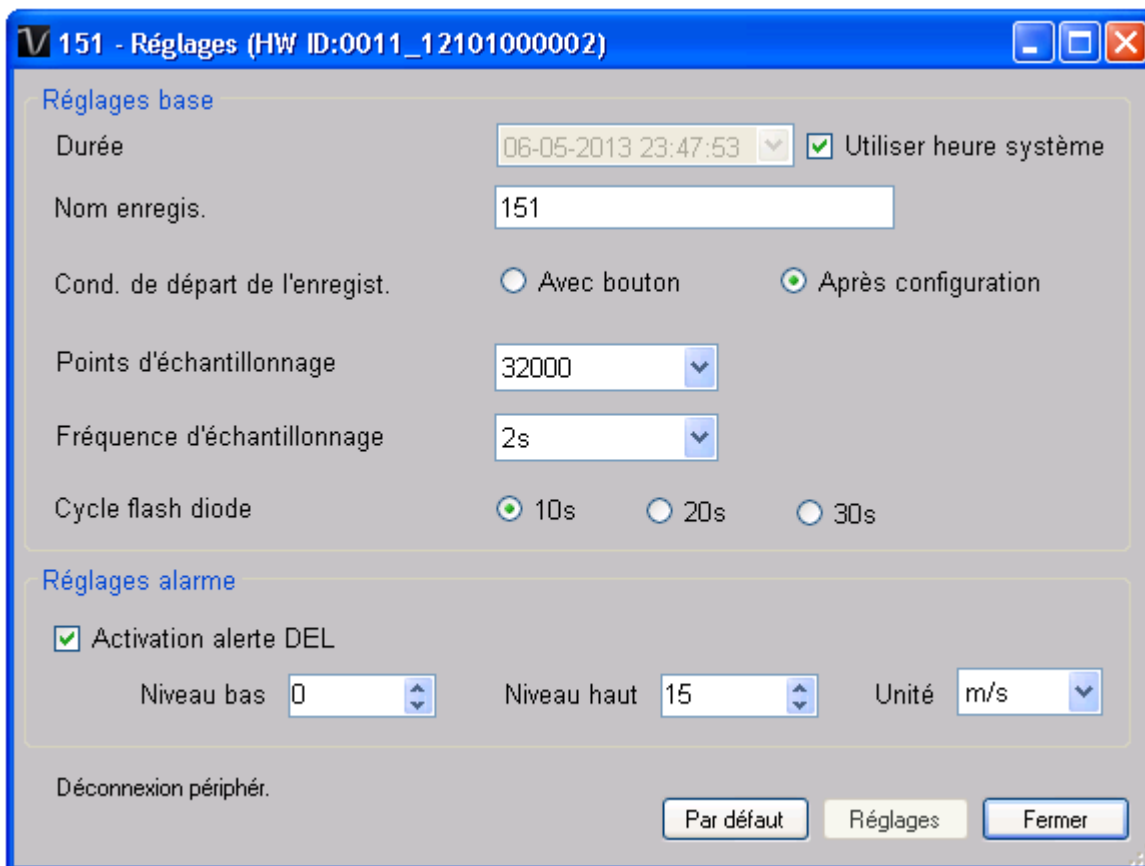 151 - Réglages (HW ID:0011_12101000002)
Réglages base
Durée 06-05-2013 23:47:53 Utiliser heure système
Nom enregis. 151
Cond. de départ de l'enregist. Avec bouton Après configuration
Points d'échantillonnage 32000
Fréquence d'échantillonnage 2s
Cycle flash diode 10s 20s 30s
Réglages alarme
Activation alerte DEL
Niveau bas 0 Niveau haut 15 Unité m/s
Déconnexion périphér.
Par défaut Réglages Fermer